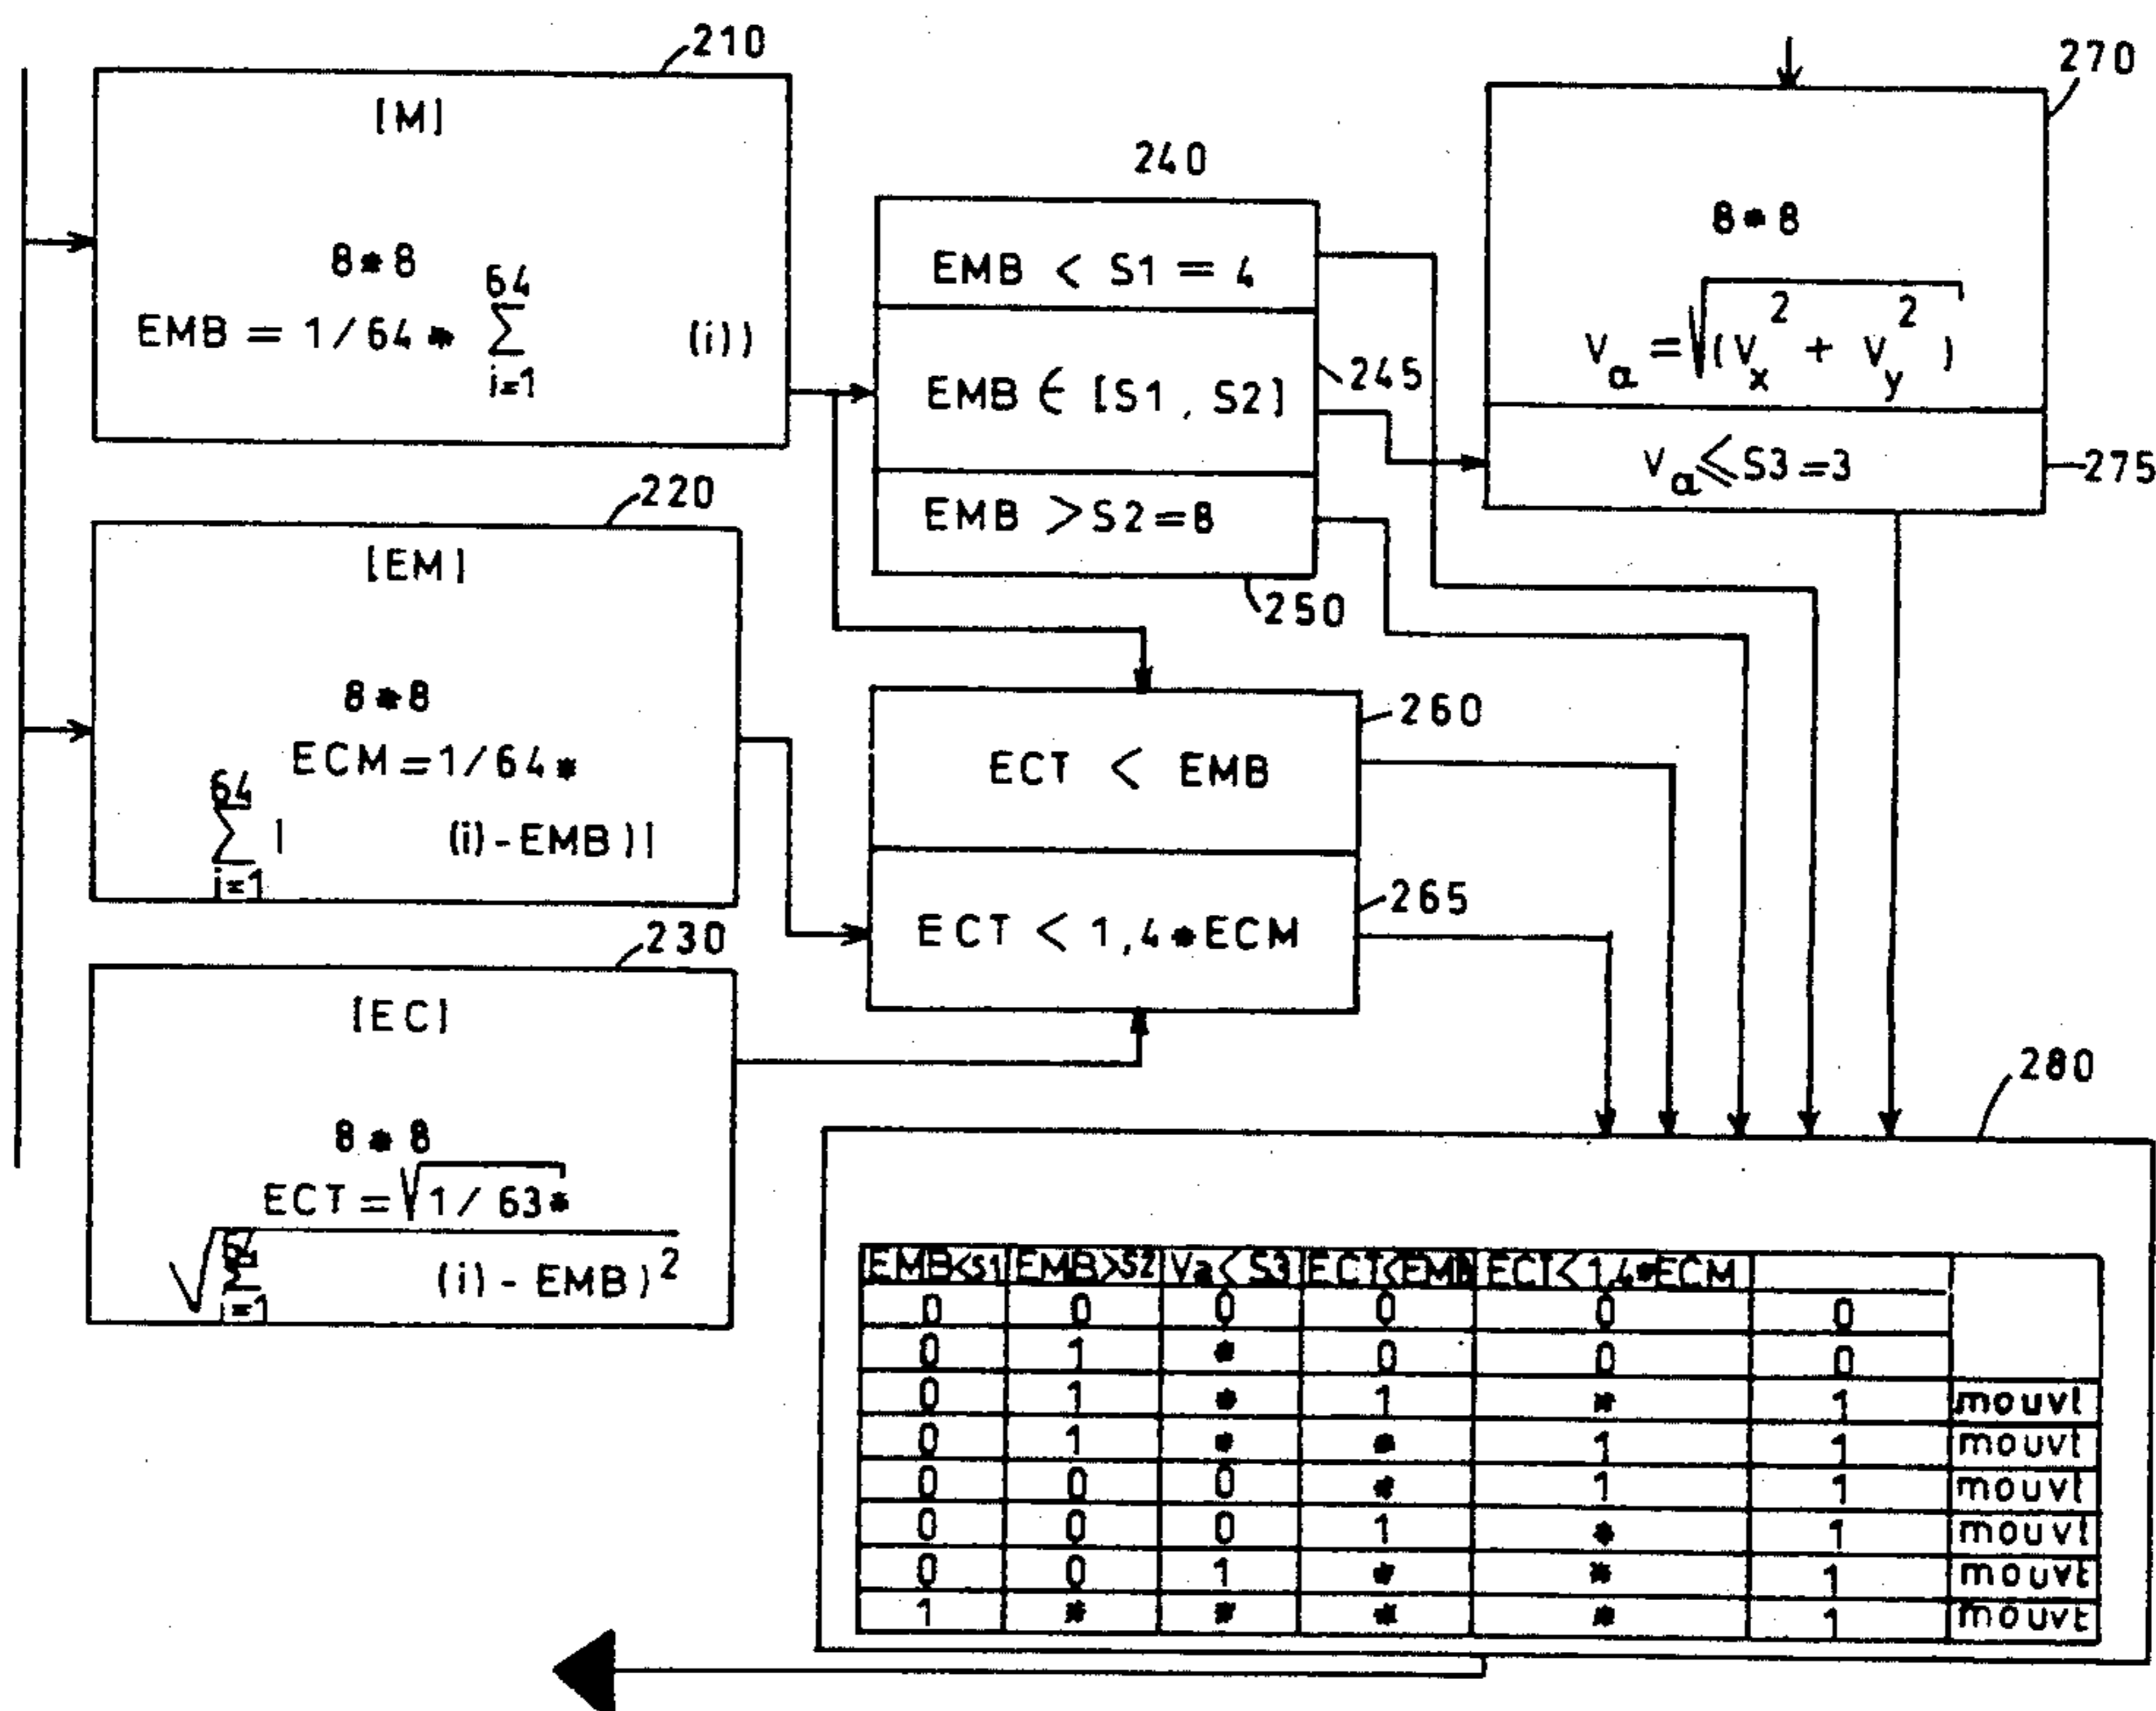 210
[M]
8*8
64
EMB = 1/64 * ∑ (i))
i=1
220
[EM]
8*8
ECM = 1/64 *
64
∑ | (i) - EMB)|
i=1
230
[EC]
8*8
ECT = √1/63*
√∑ (i) - EMB)²
i=1
240
EMB < S1 = 4
EMB ∈ [S1, S2]
245
EMB > S2 = 8
250
ECT < EMB
260
ECT < 1,4*ECM
265
270
8*8
Va = √(Vx² + Vy²)
Va ⩽ S3 = 3
275
280
EMB<S1 EMB>S2 Va<S3 ECT<EMB ECT<1,4*ECM
0 0 0 0 0 0
0 1 * 0 0 0
0 1 * 1 * 1 mouvt
0 1 * * 1 1 mouvt
0 0 0 * 1 1 mouvt
0 0 0 1 * 1 mouvt
0 0 1 * * 1 mouvt
1 * * * * 1 mouvt